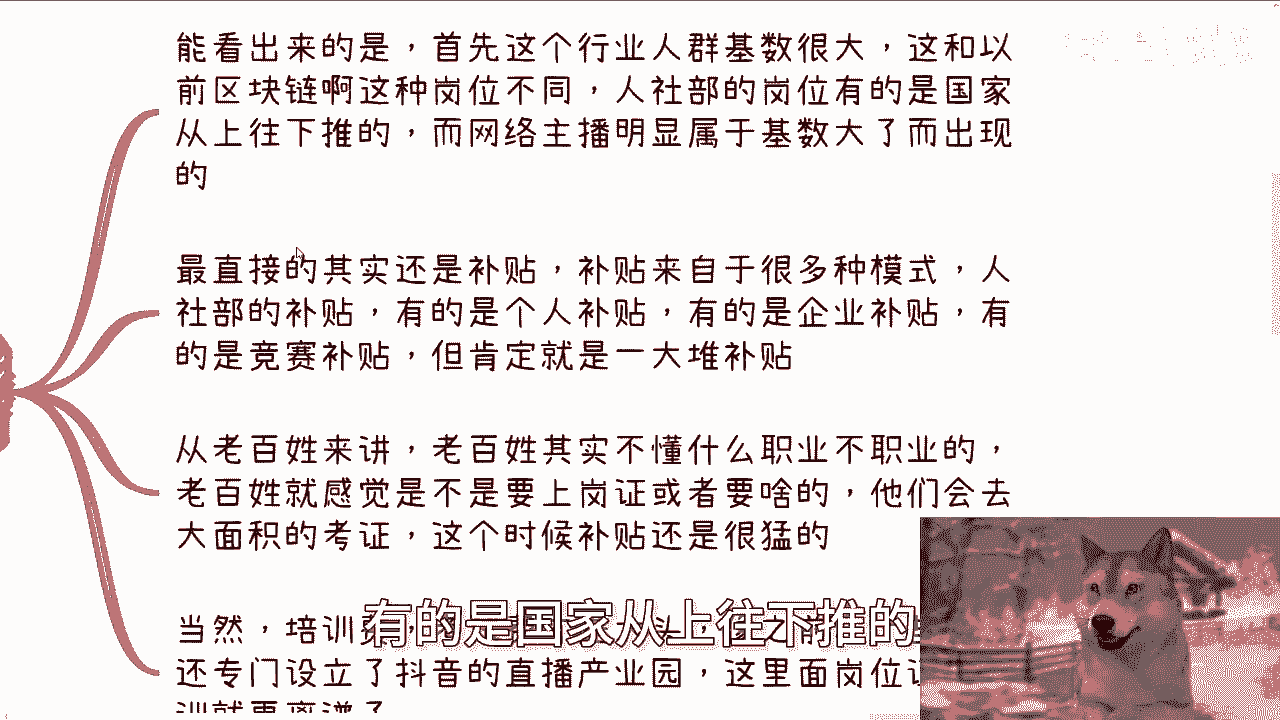 能看出来的是，首先这个行业人群基数很大，这和以
前区块链啊这种岗位不同，人社部的岗位有的是国家
从上往下推的，而网络主播明显属于基数大了而出现
的
最直接的其实还是补贴，补贴来自于很多种模式，人
社部的补贴，有的是个人补贴，有的是企业补贴，有
的是竞赛补贴，但肯定就是一大堆补贴
从老百姓来讲，老百姓其实不懂什么职业不职业的，
老百姓就感觉是不是要上岗证或者要啥的，他们会去
大面积的考证，这个时候补贴还是很猛的
当然，培训
有的是国家从上往下推的
还专门设立了抖音的直播产业园，这里面岗位